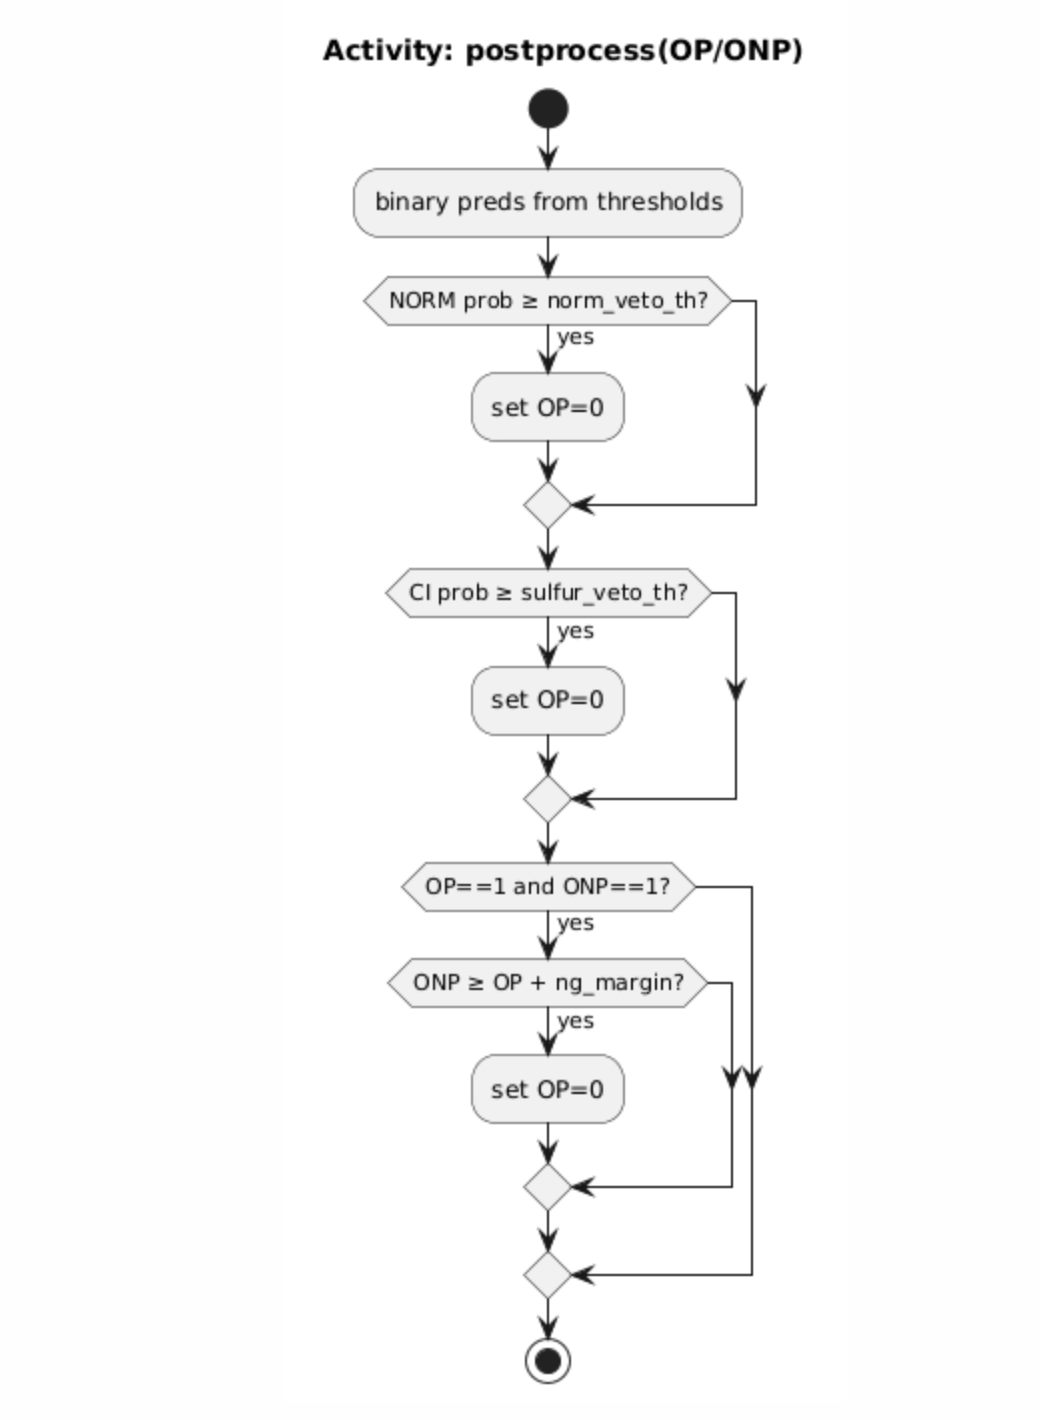 Activity: postprocess(OP/ONP)
binary preds from thresholds
NORM prob ≥ norm_veto_th?
yes
set OP=0
CI prob ≥ sulfur_veto_th?
yes
set OP=0
OP==1 and ONP==1?
yes
ONP ≥ OP + ng_margin?
yes
set OP=0